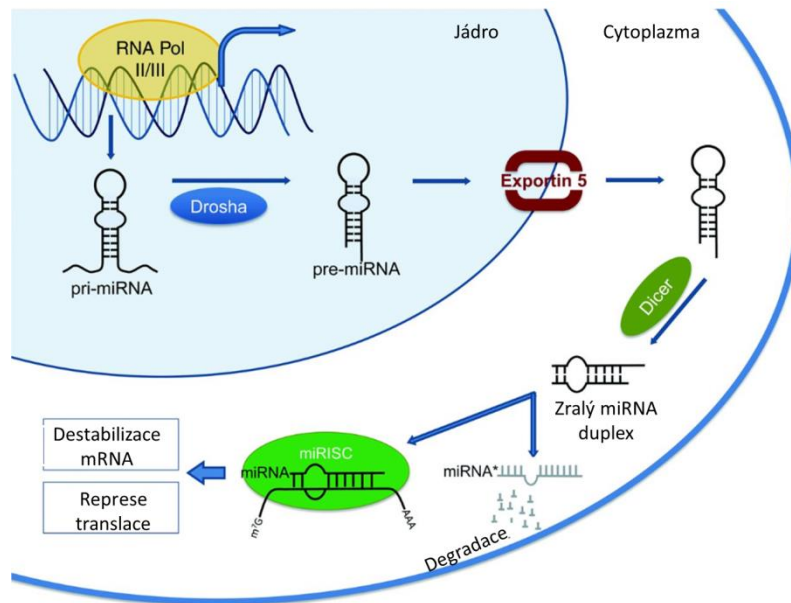 RNA Pol
II/III
Jádro
Cytoplazma
Drosha
Exportin 5
pri-miRNA
pre-miRNA
Dicer
Zralý miRNA
duplex
Destabilizace
mRNA
Represe
translace
miRISC
miRNA
m⁷G
AAA
miRNA*
Degradace